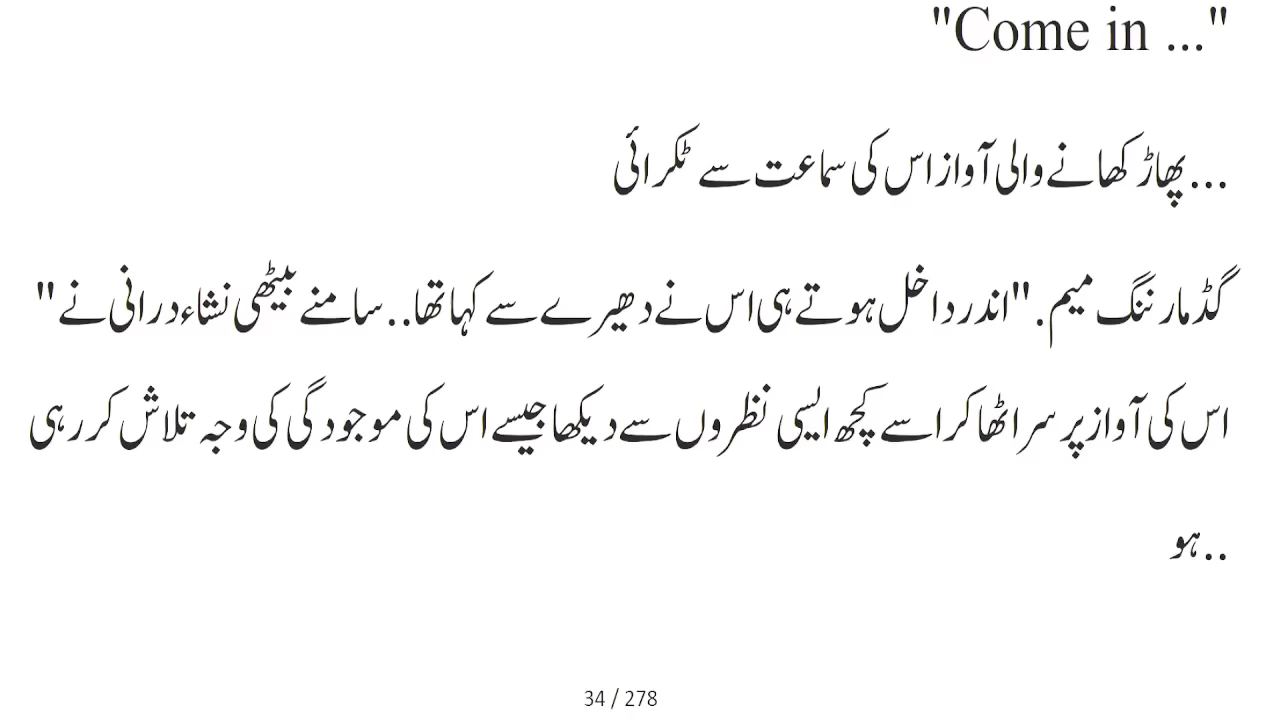 "Come in ..."
پھاڑ کھانے والی آواز اس کی سماعت سے ٹکرائی...
گڈ مارننگ میم. "اندر داخل ہوتے ہی اس نے دھیرے سے کہا تھا.. سامنے بیٹھی نشاء درانی نے "
اس کی آواز پر سر اٹھا کر اسے کچھ ایسی نظروں سے دیکھا جیسے اس کی موجودگی کی وجہ تلاش کر رہی
ہو..
34 / 278